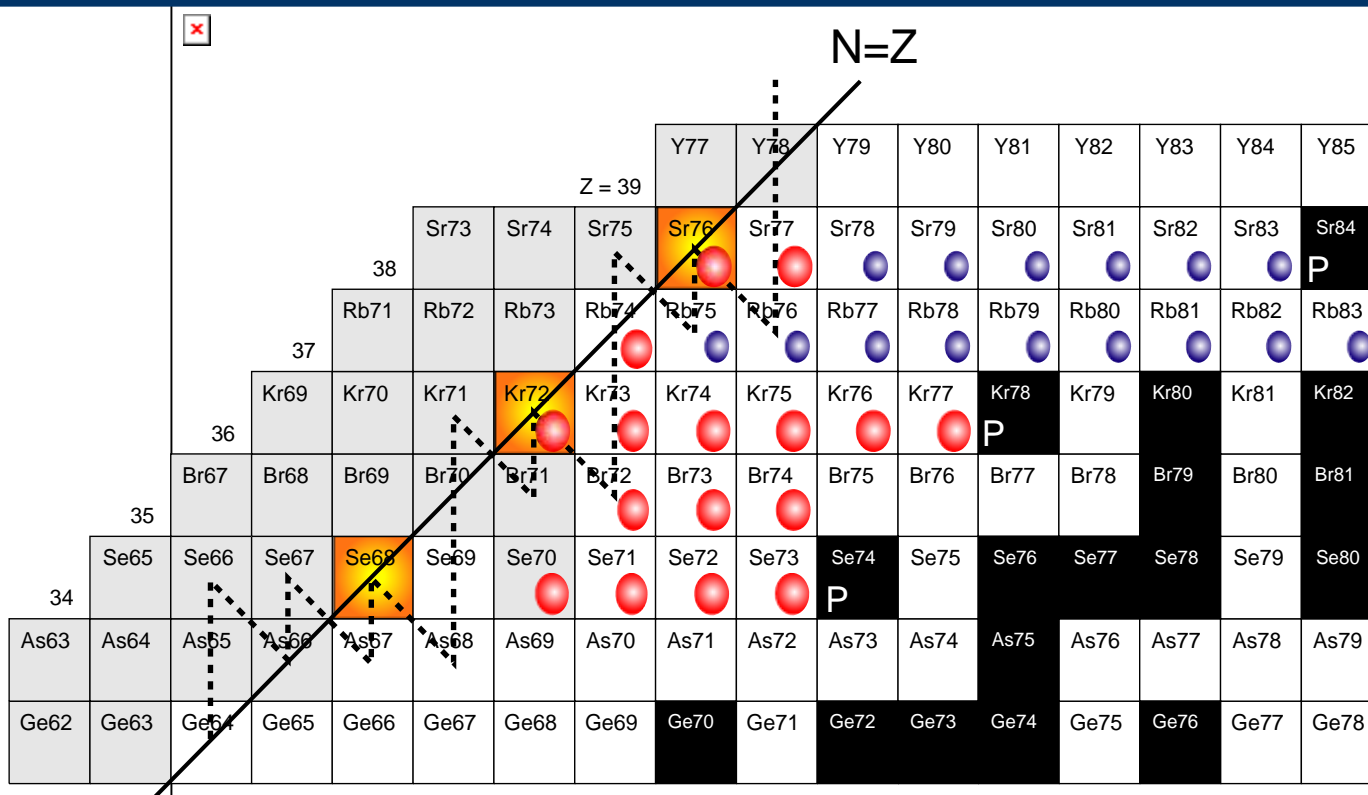 N=Z
Y77 Y78 Y79 Y80 Y81 Y82 Y83 Y84 Y85
Z = 39
Sr73 Sr74 Sr75 Sr76 Sr77 Sr78 Sr79 Sr80 Sr81 Sr82 Sr83 Sr84
38 P
Rb71 Rb72 Rb73 Rb74 Rb75 Rb76 Rb77 Rb78 Rb79 Rb80 Rb81 Rb82 Rb83
37
Kr69 Kr70 Kr71 Kr72 Kr73 Kr74 Kr75 Kr76 Kr77 Kr78 Kr79 Kr80 Kr81 Kr82
36 P
Br67 Br68 Br69 Br70 Br71 Br72 Br73 Br74 Br75 Br76 Br77 Br78 Br79 Br80 Br81
35
Se65 Se66 Se67 Se68 Se69 Se70 Se71 Se72 Se73 Se74 Se75 Se76 Se77 Se78 Se79 Se80
34 P
As63 As64 As65 As66 As67 As68 As69 As70 As71 As72 As73 As74 As75 As76 As77 As78 As79
Ge62 Ge63 Ge64 Ge65 Ge66 Ge67 Ge68 Ge69 Ge70 Ge71 Ge72 Ge73 Ge74 Ge75 Ge76 Ge77 Ge78